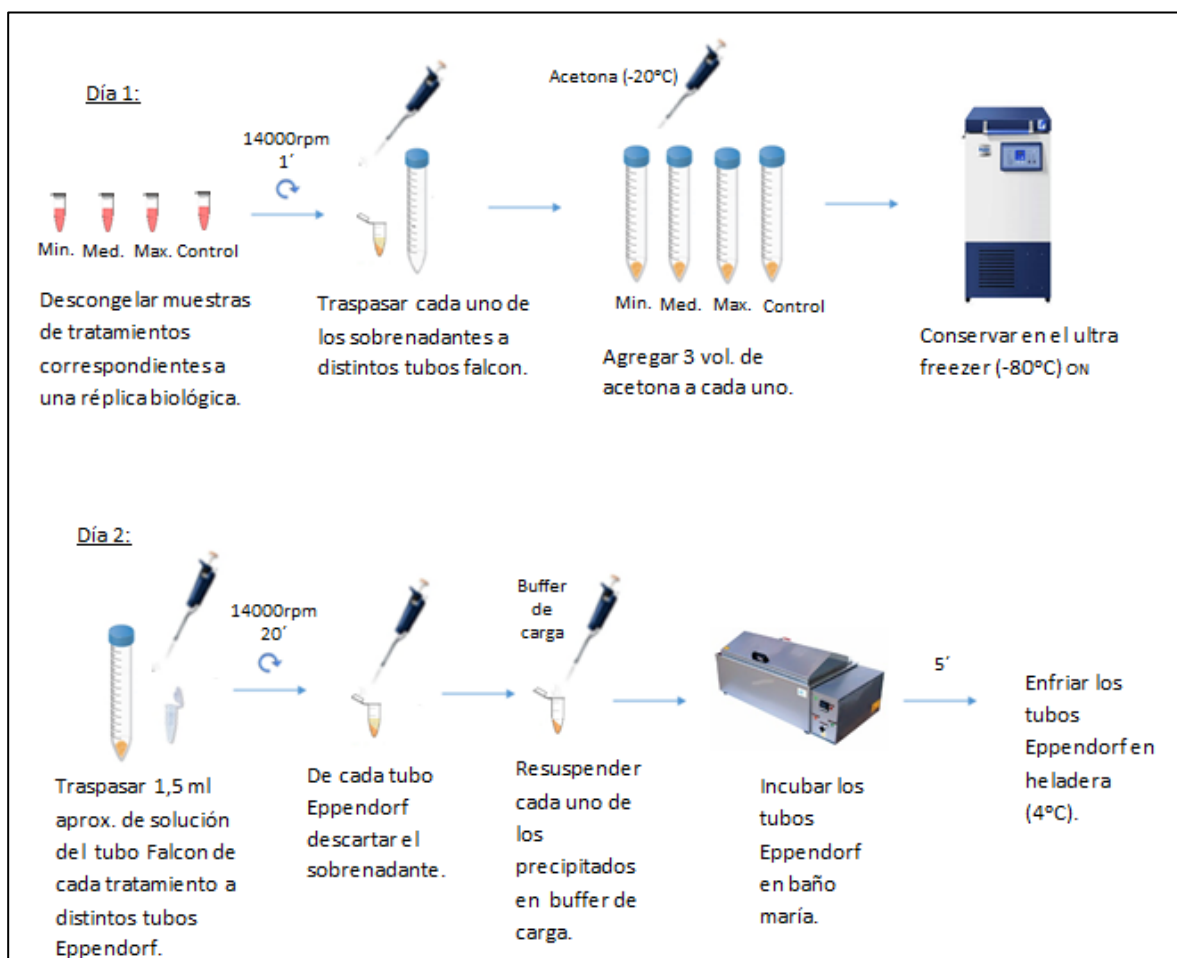 Día 1:
14000rpm
1´
Acetona (-20°C)
Min. Med. Max. Control
Descongelar muestras
de tratamientos
correspondientes a
una réplica biológica.
Traspasar cada uno de
los sobrenadantes a
distintos tubos falcon.
Min. Med. Max. Control
Agregar 3 vol. de
acetona a cada uno.
Conservar en el ultra
freezer (-80°C) ON
Día 2:
14000rpm
20´
Buffer
de
carga
5´
Traspasar 1,5 ml
aprox. de solución
del tubo Falcon de
cada tratamiento a
distintos tubos
Eppendorf.
De cada tubo
Eppendorf
descartar el
sobrenadante.
Resuspender
cada uno de
los
precipitados
en buffer de
carga.
Incubar los
tubos
Eppendorf
en baño
maría.
Enfriar los
tubos
Eppendorf en
heladera
(4°C).